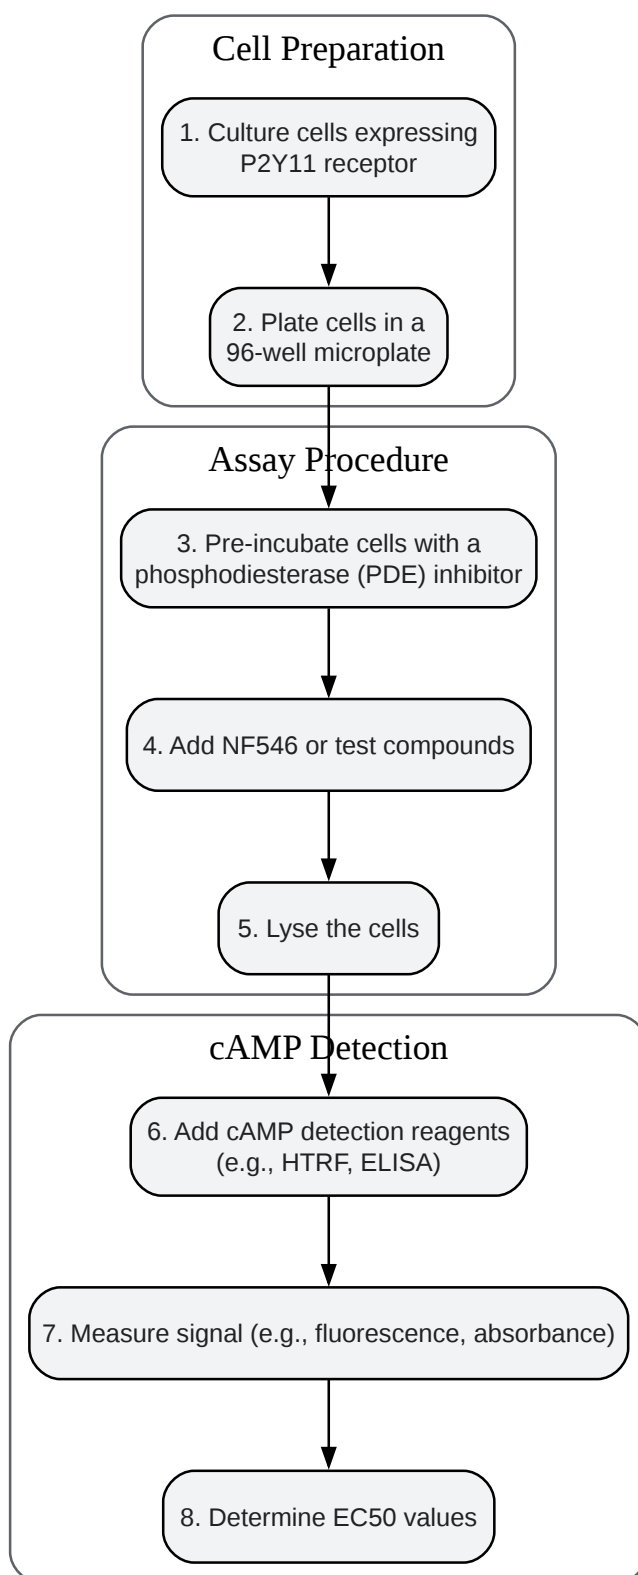 Cell Preparation
1. Culture cells expressing
P2Y11 receptor
2. Plate cells in a
96-well microplate
Assay Procedure
3. Pre-incubate cells with a
phosphodiesterase (PDE) inhibitor
4. Add NF546 or test compounds
5. Lyse the cells
cAMP Detection
6. Add cAMP detection reagents
(e.g., HTRF, ELISA)
7. Measure signal (e.g., fluorescence, absorbance)
8. Determine EC50 values